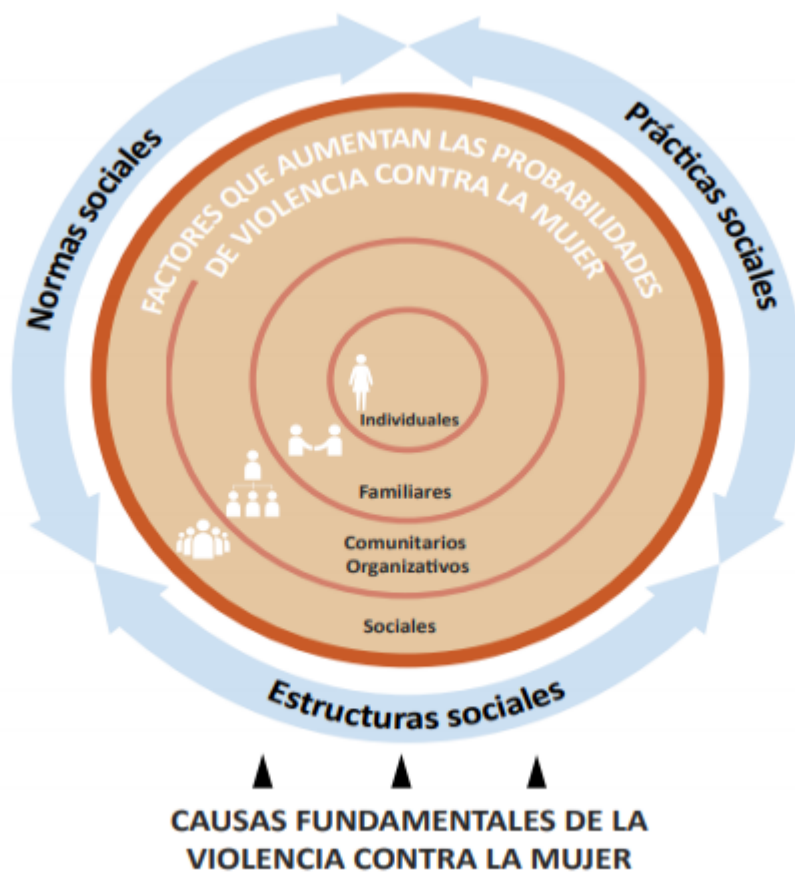 Normas sociales
Prácticas sociales
FACTORES QUE AUMENTAN LAS PROBABILIDADES
DE VIOLENCIA CONTRA LA MUJER
Individuales
Familiares
Comunitarios
Organizativos
Sociales
Estructuras sociales
CAUSAS FUNDAMENTALES DE LA
VIOLENCIA CONTRA LA MUJER